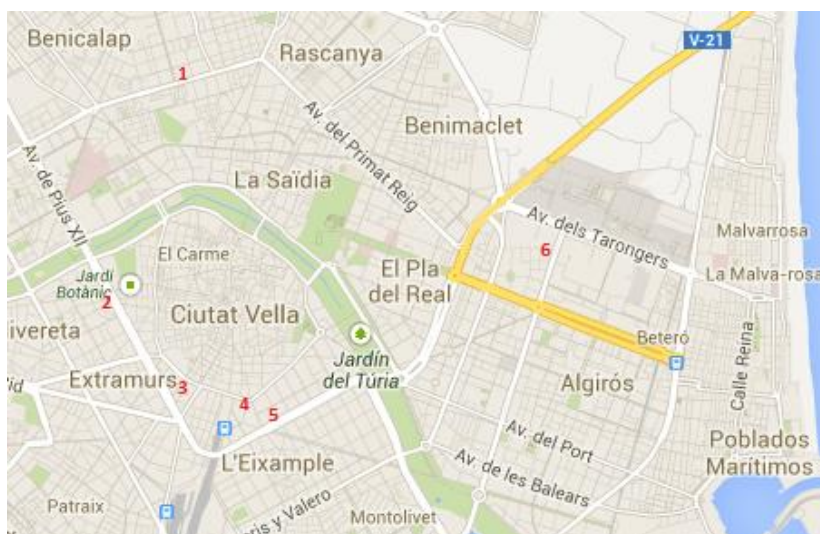 Benicalap
Rascanya
V-21
1
Av. del Primat Reig
Benimaclet
Av. de Pius XII
La Saïdia
El Carme
Av. dels Tarongers
6
Malvarrosa
La Malva-rosa
El Pla
del Real
Jardí
Botànic
2
ivereta
Ciutat Vella
Jardín
del Túria
Beteró
Calle Reina
Extramurs
3
4
5
Algirós
L'Eixample
Av. del Port
Av. de les Balears
Poblados
Marítimos
Patraix
ris y Valero
Montolivet